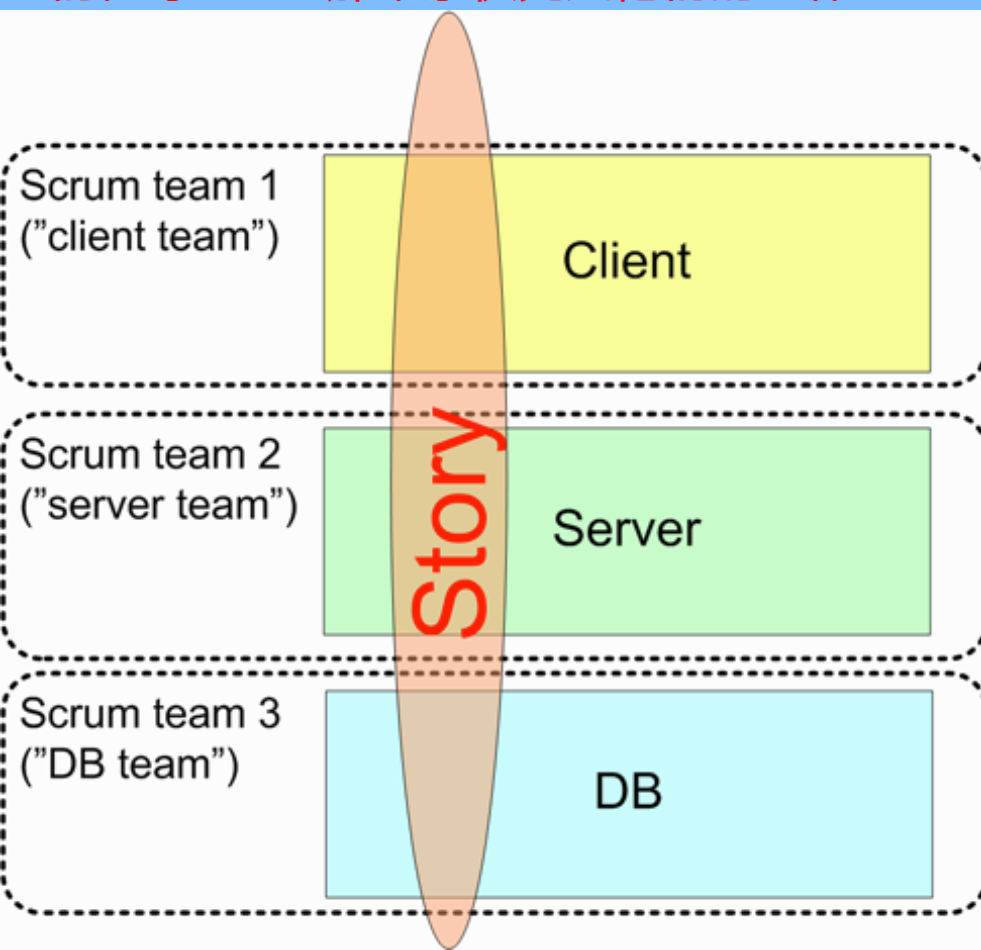 Scrum team 1
(”client team”)
Client
Scrum team 2
(”server team”)
Server
Story
Scrum team 3
(”DB team”)
DB